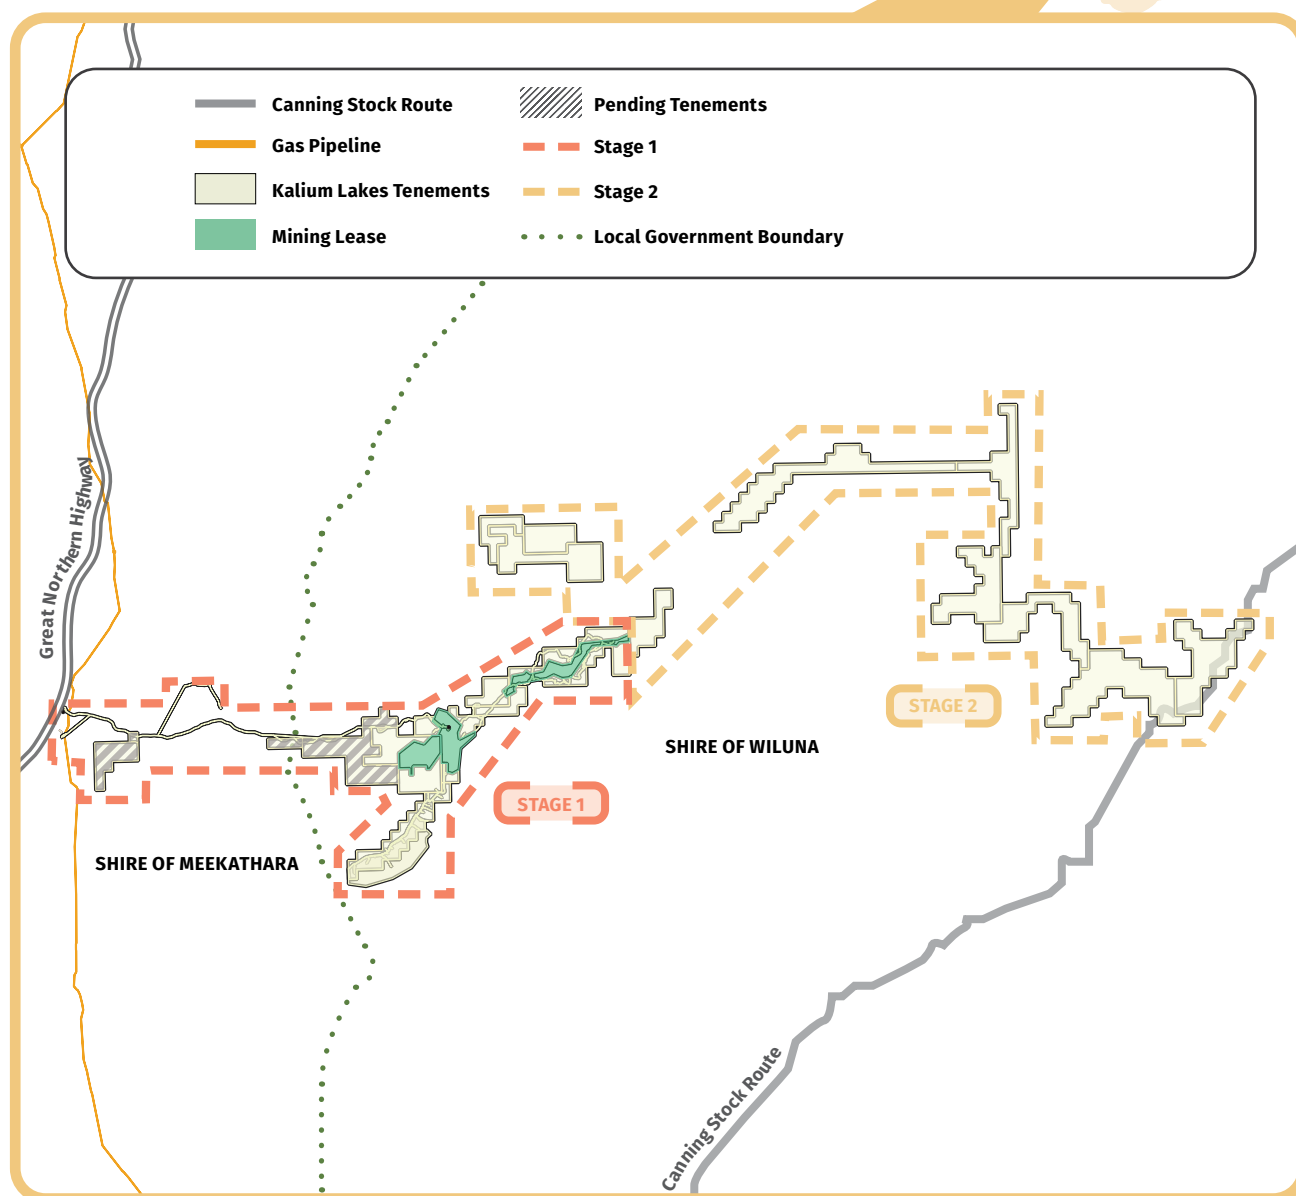 Canning Stock Route
Gas Pipeline
Kalium Lakes Tenements
Mining Lease
Pending Tenements
Stage 1
Stage 2
Local Government Boundary
Great Northern Highway
STAGE 2
SHIRE OF WILUNA
STAGE 1
SHIRE OF MEEKATHARA
Canning Stock Route